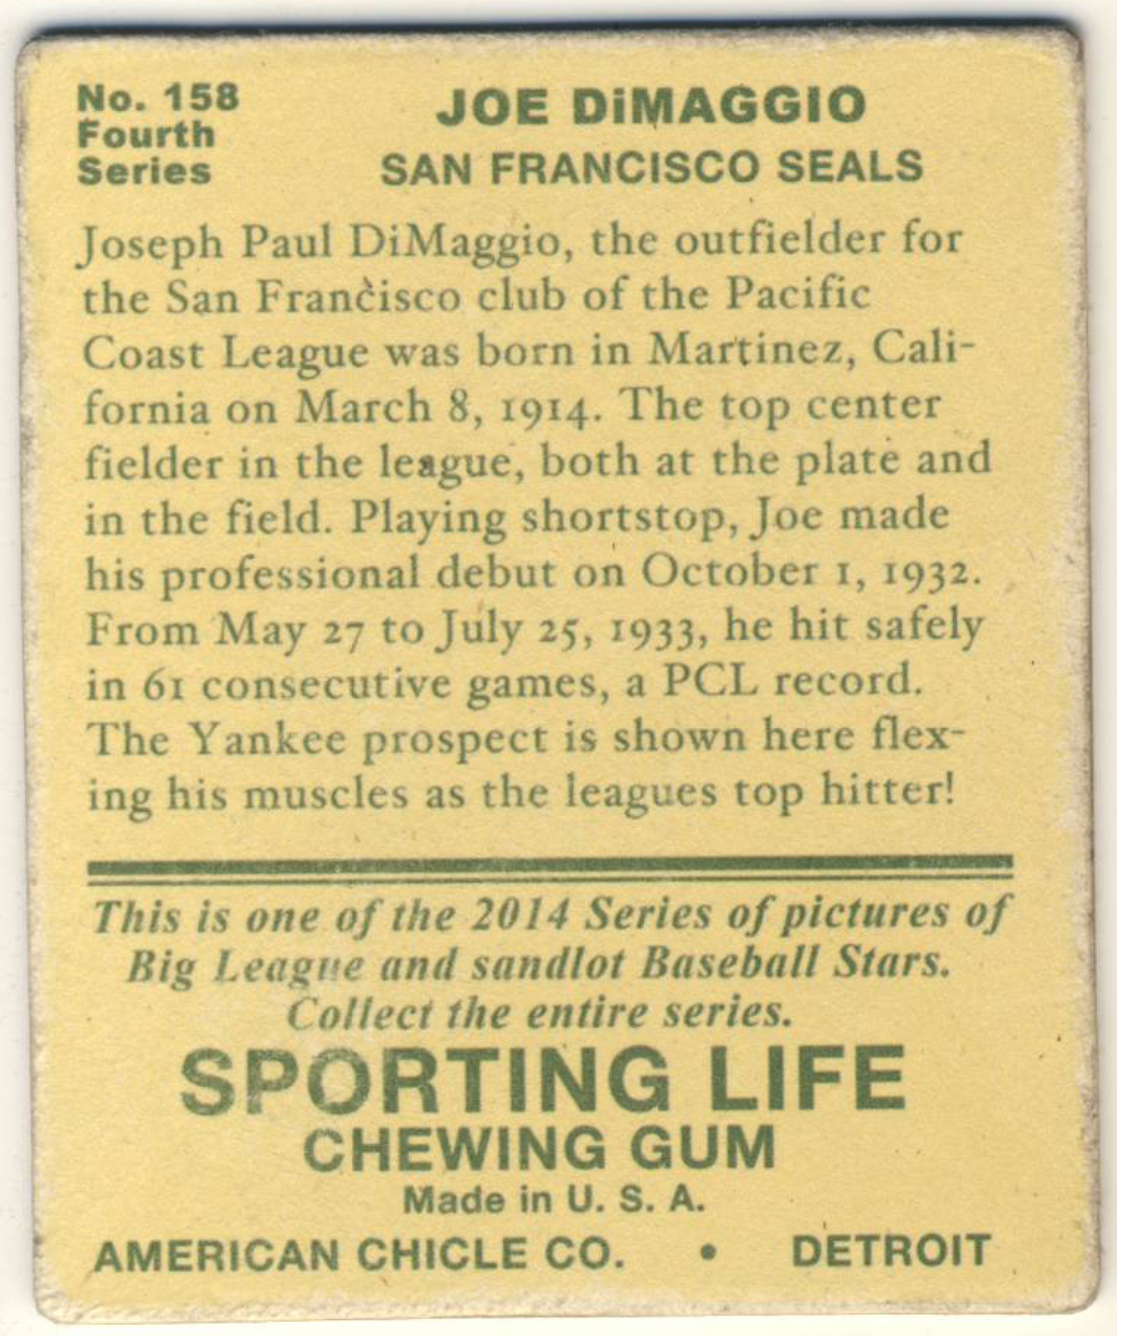 No. 158
Fourth
Series
JOE DiMAGGIO
SAN FRANCISCO SEALS
Joseph Paul DiMaggio, the outfielder for
the San Francisco club of the Pacific
Coast League was born in Martinez, Cali-
fornia on March 8, 1914. The top center
fielder in the league, both at the plate and
in the field. Playing shortstop, Joe made
his professional debut on October 1, 1932.
From May 27 to July 25, 1933, he hit safely
in 61 consecutive games, a PCL record.
The Yankee prospect is shown here flex-
ing his muscles as the leagues top hitter!
This is one of the 2014 Series of pictures of
Big League and sandlot Baseball Stars.
Collect the entire series.
SPORTING LIFE
CHEWING GUM
Made in U. S. A.
AMERICAN CHICLE CO. • DETROIT